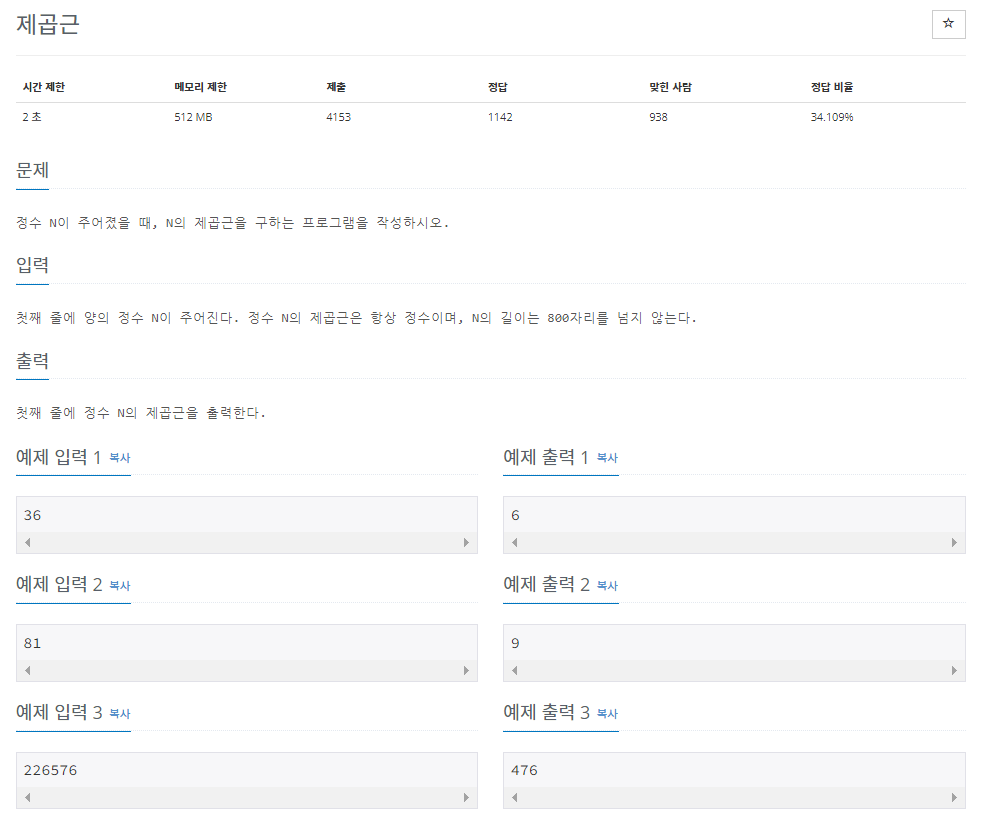 제곱근
☆
시간 제한 메모리 제한 제출 정답 맞힌 사람 정답 비율
2 초 512 MB 4153 1142 938 34.109%
문제
정수 N이 주어졌을 때, N의 제곱근을 구하는 프로그램을 작성하시오.
입력
첫째 줄에 양의 정수 N이 주어진다. 정수 N의 제곱근은 항상 정수이며, N의 길이는 800자리를 넘지 않는다.
출력
첫째 줄에 정수 N의 제곱근을 출력한다.
예제 입력 1 복사
36
예제 출력 1 복사
6
예제 입력 2 복사
81
예제 출력 2 복사
9
예제 입력 3 복사
226576
예제 출력 3 복사
476